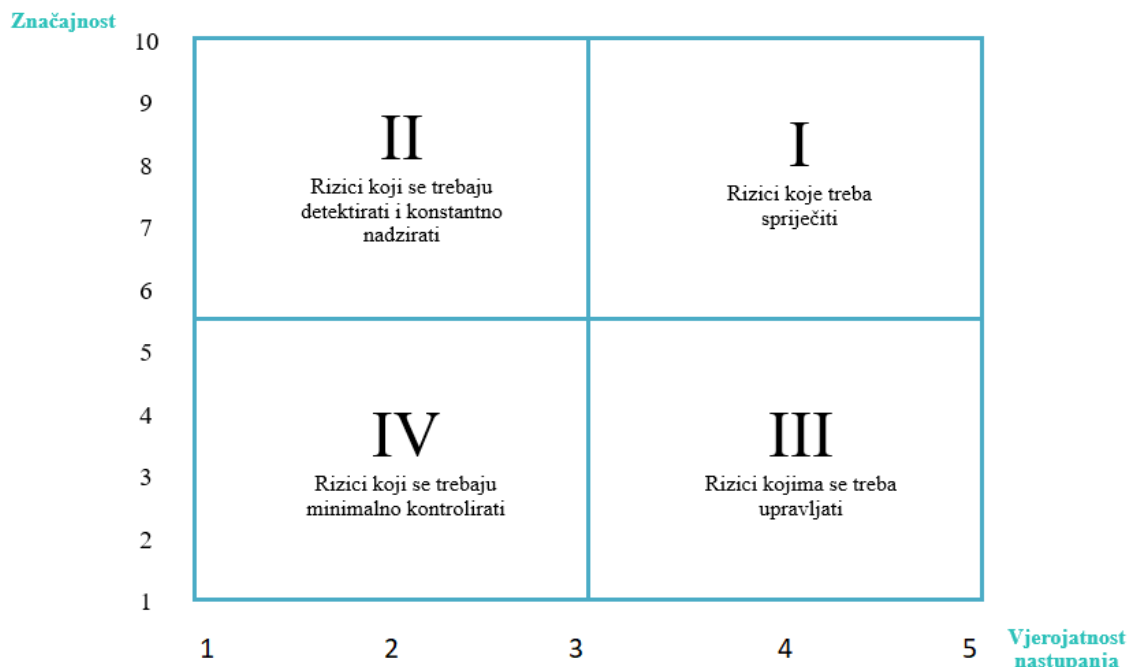 Značajnost
10
9
8
7
6
5
4
3
2
1
II
Rizici koji se trebaju
detektirati i konstantno
nadzirati
I
Rizici koje treba
spriječiti
IV
Rizici koji se trebaju
minimalno kontrolirati
III
Rizici kojima se treba
upravljati
1 2 3 4 5
Vjerojatnost
nastupanja